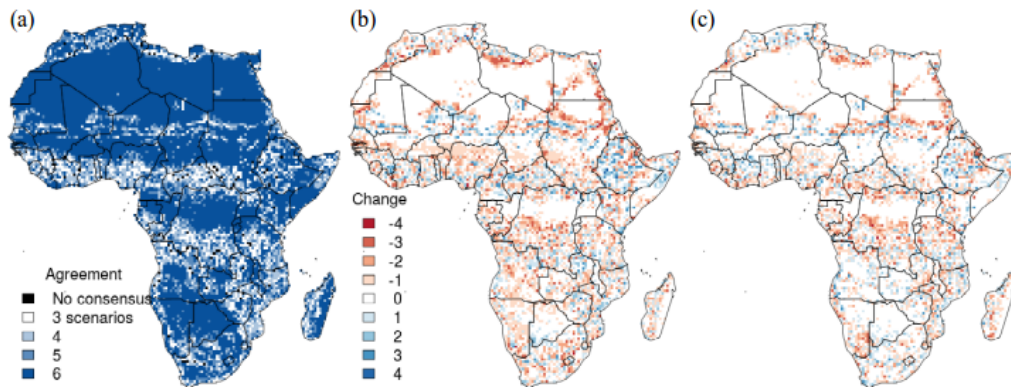 (a)
(b)
(c)
Agreement
No consensus
3 scenarios
4
5
6
Change
-4
-3
-2
-1
0
1
2
3
4